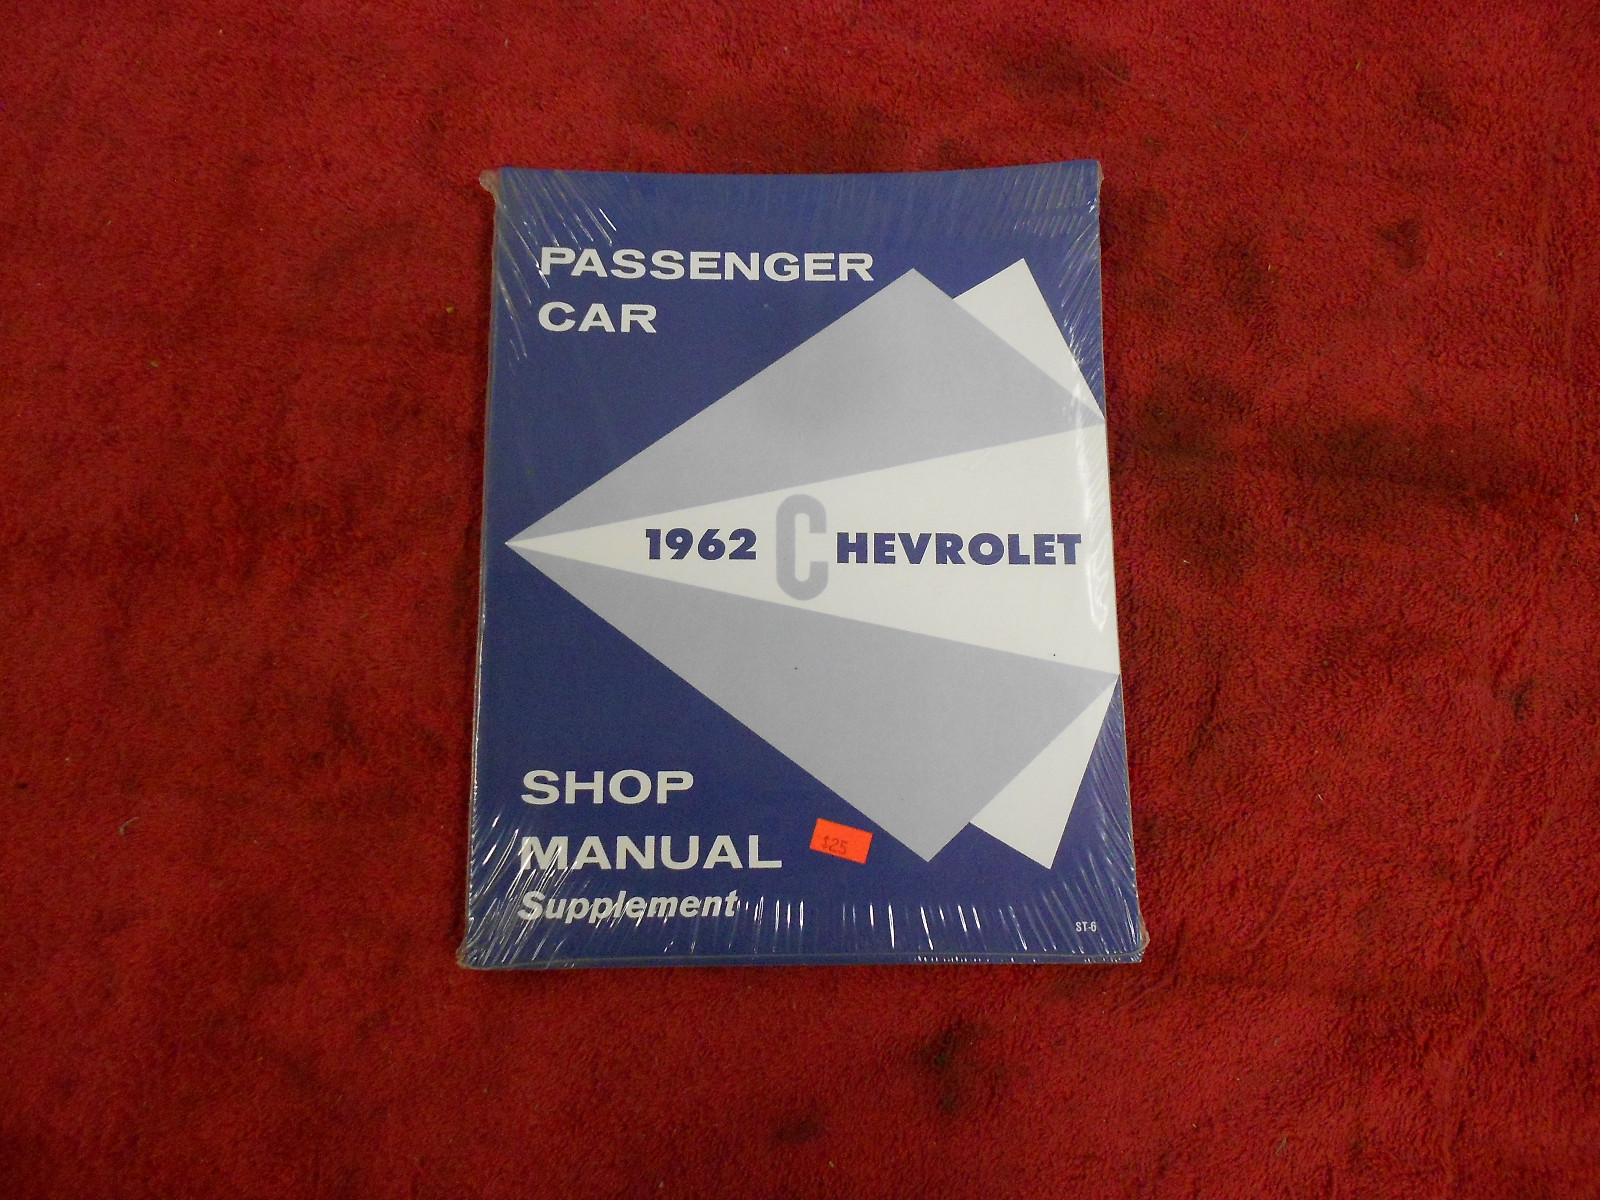 PASSENGER
CAR
1962 CHEVROLET
SHOP
MANUAL
$25
Supplement
ST-6